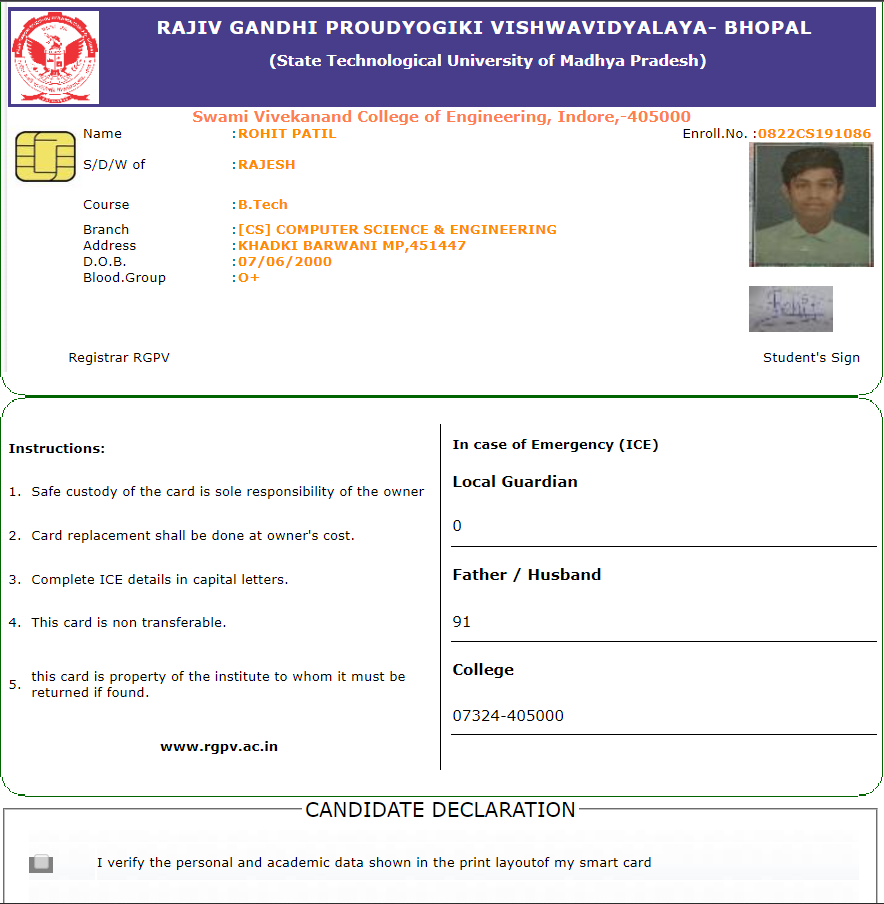 RAJIV GANDHI PROUDYOGIKI VISHWAVIDYALAYA- BHOPAL
(State Technological University of Madhya Pradesh)
Swami Vivekanand College of Engineering, Indore,-405000
Name :ROHIT PATIL Enroll.No. :0822CS191086
S/D/W of :RAJESH
Course :B.Tech
Branch :[CS] COMPUTER SCIENCE & ENGINEERING
Address :KHADKI BARWANI MP,451447
D.O.B. :07/06/2000
Blood.Group :O+
Registrar RGPV Student's Sign
Instructions:
1. Safe custody of the card is sole responsibility of the owner
2. Card replacement shall be done at owner's cost.
3. Complete ICE details in capital letters.
4. This card is non transferable.
5. this card is property of the institute to whom it must be
returned if found.
www.rgpv.ac.in
In case of Emergency (ICE)
Local Guardian
0
Father / Husband
91
College
07324-405000
CANDIDATE DECLARATION
I verify the personal and academic data shown in the print layoutof my smart card